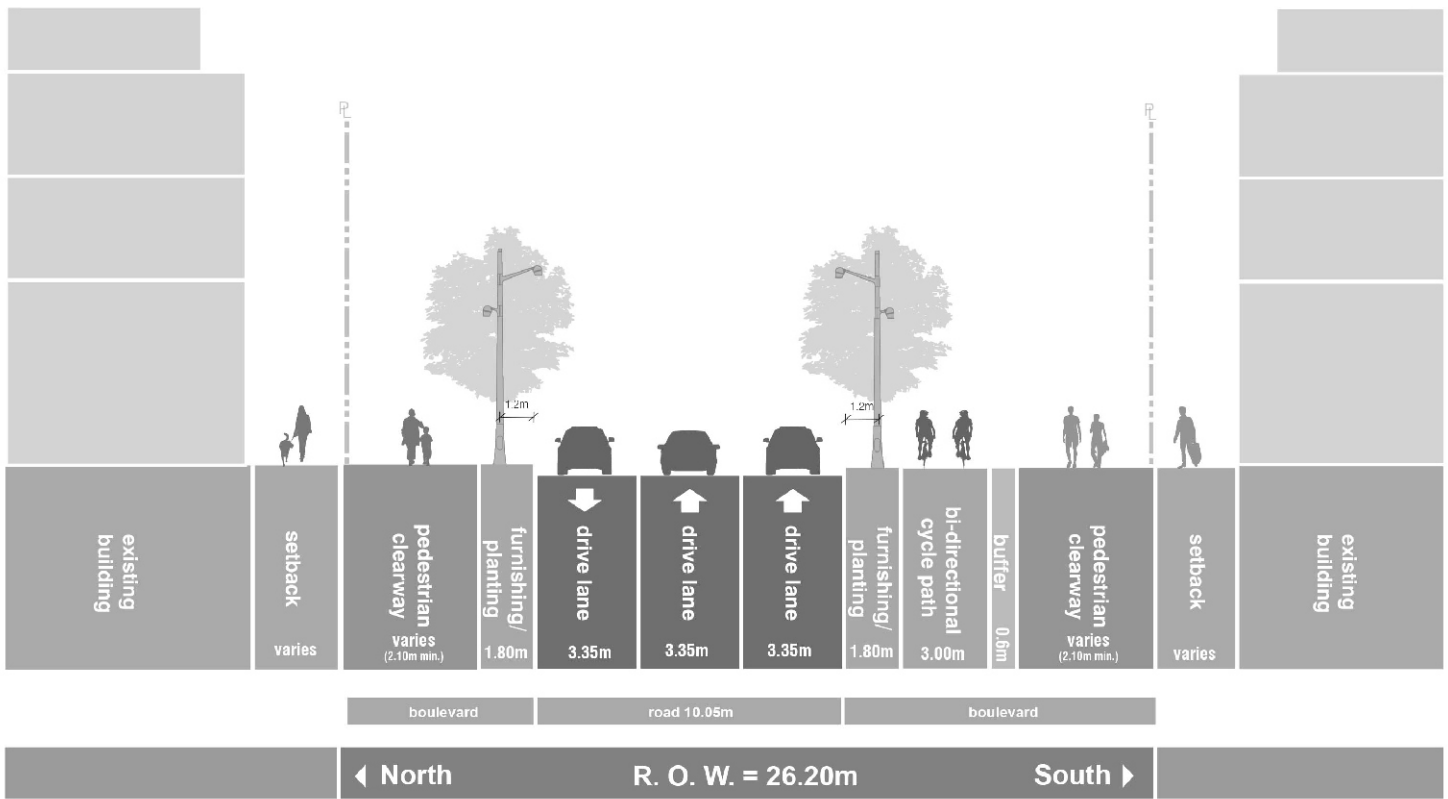 PL
PL
1.2m
1.2m
existing
building
setback
varies
pedestrian
clearway
varies
(2.10m min.)
furnishing/
planting
1.80m
drive lane
3.35m
drive lane
3.35m
drive lane
3.35m
furnishing/
planting
1.80m
bi-directional
cycle path
3.00m
buffer
0.6m
pedestrian
clearway
varies
(2.10m min.)
setback
varies
existing
building
boulevard
road 10.05m
boulevard
North
R. O. W. = 26.20m
South